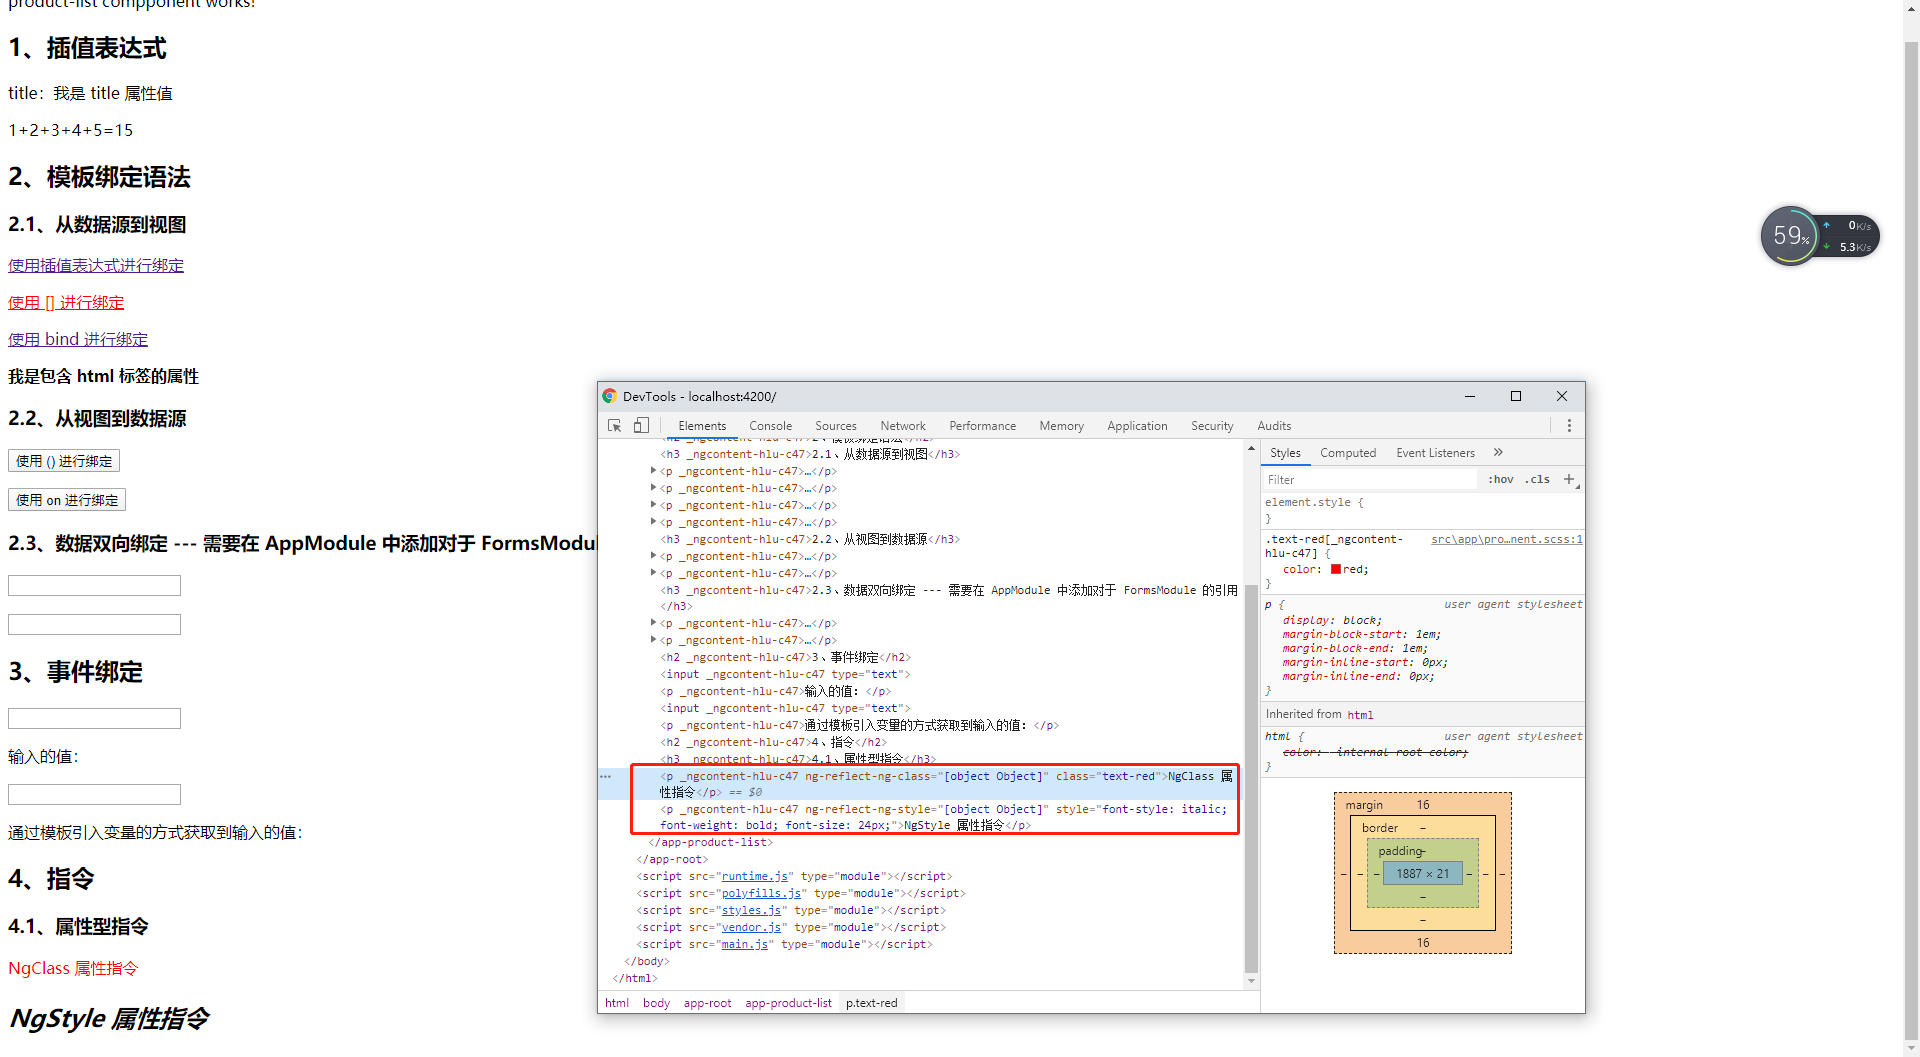 product-list compponent works!
1、插值表达式
title：我是 title 属性值
1+2+3+4+5=15
2、模板绑定语法
2.1、从数据源到视图
使用插值表达式进行绑定
使用 [] 进行绑定
使用 bind 进行绑定
我是包含 html 标签的属性
2.2、从视图到数据源
使用 () 进行绑定
使用 on 进行绑定
2.3、数据双向绑定 --- 需要在 AppModule 中添加对于 FormsModul
3、事件绑定
输入的值：
通过模板引入变量的方式获取到输入的值：
4、指令
4.1、属性型指令
NgClass 属性指令
NgStyle 属性指令
59%
0K/s
5.3K/s
DevTools - localhost:4200/
Elements Console Sources Network Performance Memory Application Security Audits
<h2 _ngcontent-hlu-c47>2、模板绑定语法</h2>
<h3 _ngcontent-hlu-c47>2.1、从数据源到视图</h3>
<p _ngcontent-hlu-c47>…</p>
<p _ngcontent-hlu-c47>…</p>
<p _ngcontent-hlu-c47>…</p>
<p _ngcontent-hlu-c47>…</p>
<h3 _ngcontent-hlu-c47>2.2、从视图到数据源</h3>
<p _ngcontent-hlu-c47>…</p>
<p _ngcontent-hlu-c47>…</p>
<h3 _ngcontent-hlu-c47>2.3、数据双向绑定 --- 需要在 AppModule 中添加对于 FormsModule 的引用
</h3>
<p _ngcontent-hlu-c47>…</p>
<p _ngcontent-hlu-c47>…</p>
<h2 _ngcontent-hlu-c47>3、事件绑定</h2>
<input _ngcontent-hlu-c47 type="text">
<p _ngcontent-hlu-c47>输入的值：</p>
<input _ngcontent-hlu-c47 type="text">
<p _ngcontent-hlu-c47>通过模板引入变量的方式获取到输入的值：</p>
<h2 _ngcontent-hlu-c47>4、指令</h2>
<h3 _ngcontent-hlu-c47>4.1、属性型指令</h3>
<p _ngcontent-hlu-c47 ng-reflect-ng-class="[object Object]" class="text-red">NgClass 属
性指令</p> == $0
<p _ngcontent-hlu-c47 ng-reflect-ng-style="[object Object]" style="font-style: italic;
font-weight: bold; font-size: 24px;">NgStyle 属性指令</p>
</app-product-list>
</app-root>
<script src="runtime.js" type="module"></script>
<script src="polyfills.js" type="module"></script>
<script src="styles.js" type="module"></script>
<script src="vendor.js" type="module"></script>
<script src="main.js" type="module"></script>
</body>
</html>
html body app-root app-product-list p.text-red
Styles Computed Event Listeners »
Filter :hov .cls +
element.style {
}
.text-red[_ngcontent- src\app\pro…nent.scss:1
hlu-c47] {
color: red;
}
p { user agent stylesheet
display: block;
margin-block-start: 1em;
margin-block-end: 1em;
margin-inline-start: 0px;
margin-inline-end: 0px;
}
Inherited from html
html { user agent stylesheet
color: -internal-root-color;
}
margin 16
border –
padding –
– – – 1887 × 21 – – –
–
–
16